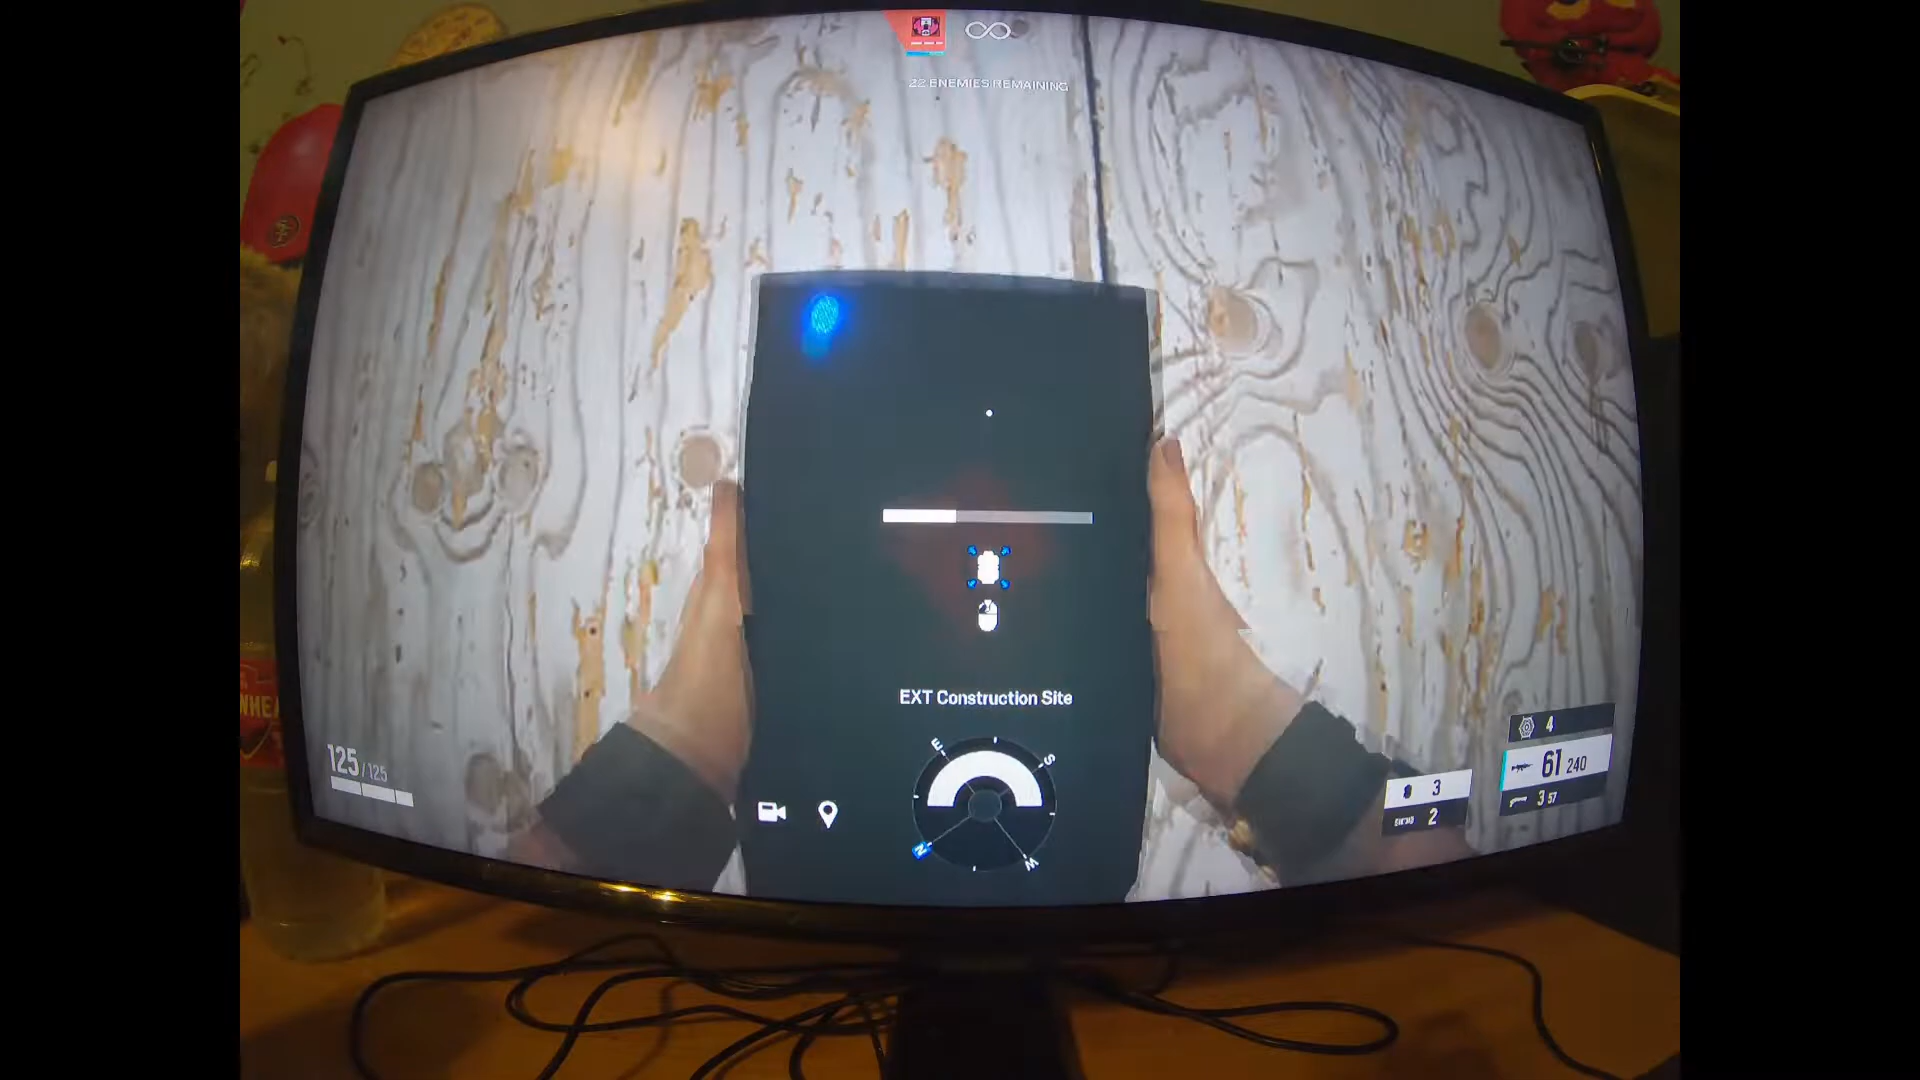 22 ENEMIES REMAINING
EXT Construction Site
E
S
N
W
125 / 125
4
61 240
3 57
3
2